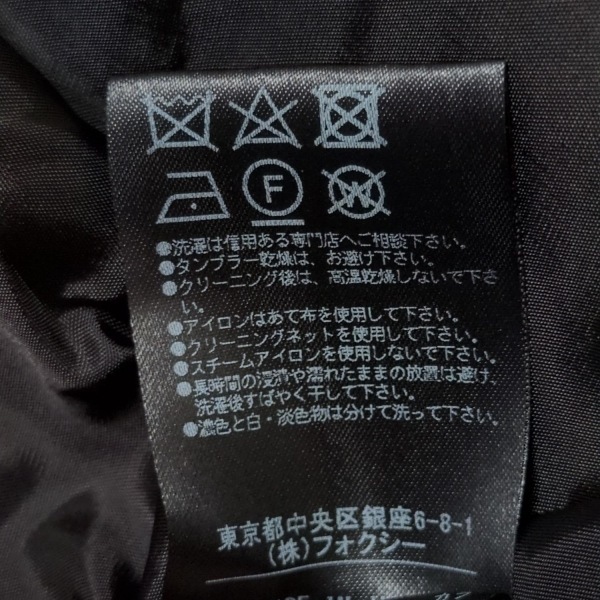 F
W
●洗濯は信用ある専門店へご相談下さい。
●タンブラー乾燥は、お避け下さい。
●クリーニング後は、高温乾燥しないで下さ
い。
●アイロンはあて布を使用して下さい。
●クリーニングネットを使用して下さい。
●スチームアイロンを使用しないで下さい。
●長時間の浸漬や濡れたままの放置は避け、
洗濯後すばやく干して下さい。
●濃色と白・淡色物は分けて洗って下さい。
東京都中央区銀座6-8-1
(株)フォクシー